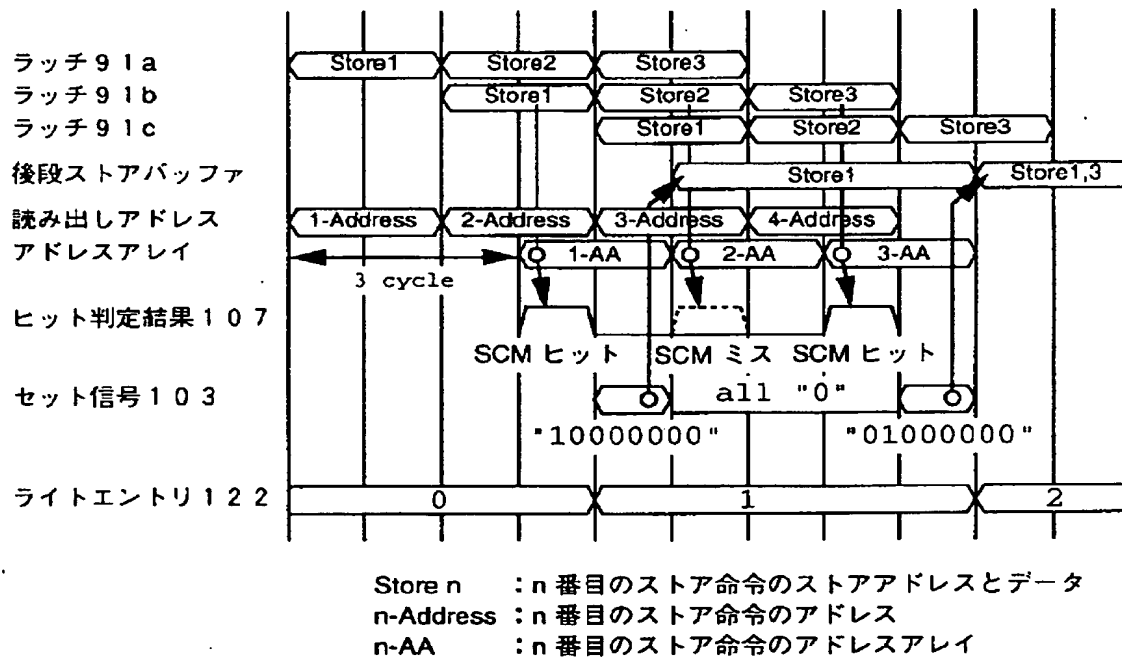 ラッチ91a Store1 Store2 Store3
ラッチ91b Store1 Store2 Store3
ラッチ91c Store1 Store2 Store3
後段ストアバッファ Store1 Store1,3
読み出しアドレス 1-Address 2-Address 3-Address 4-Address
アドレスアレイ 1-AA 2-AA 3-AA
3 cycle
ヒット判定結果107
SCM ヒット SCM ミス SCM ヒット
セット信号103 all "0"
"10000000" "01000000"
ライトエントリ122 0 1 2
Store n :n 番目のストア命令のストアアドレスとデータ
n-Address :n 番目のストア命令のアドレス
n-AA :n 番目のストア命令のアドレスアレイ